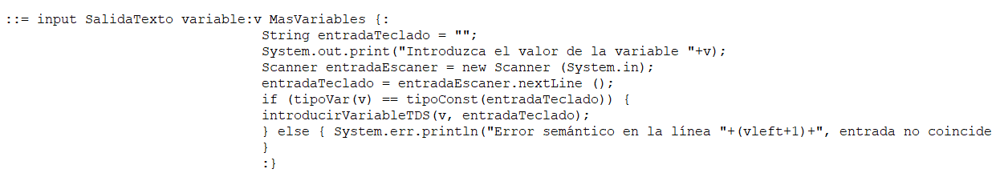 ::= input SalidaTexto variable:v MasVariables {:
String entradaTeclado = "";
System.out.print("Introduzca el valor de la variable "+v);
Scanner entradaEscaner = new Scanner (System.in);
entradaTeclado = entradaEscaner.nextLine ();
if (tipoVar(v) == tipoConst(entradaTeclado)) {
introducirVariableTDS(v, entradaTeclado);
} else { System.err.println("Error semántico en la línea "+(vleft+1)+", entrada no coincide
}
:}